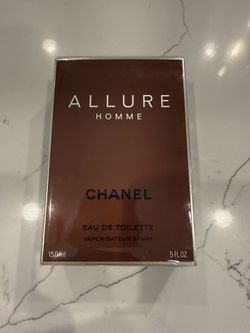 ALLURE
HOMME
CHANEL
EAU DE TOILETTE
VAPORISATEUR SPRAY
150 ml 5 FL.OZ.